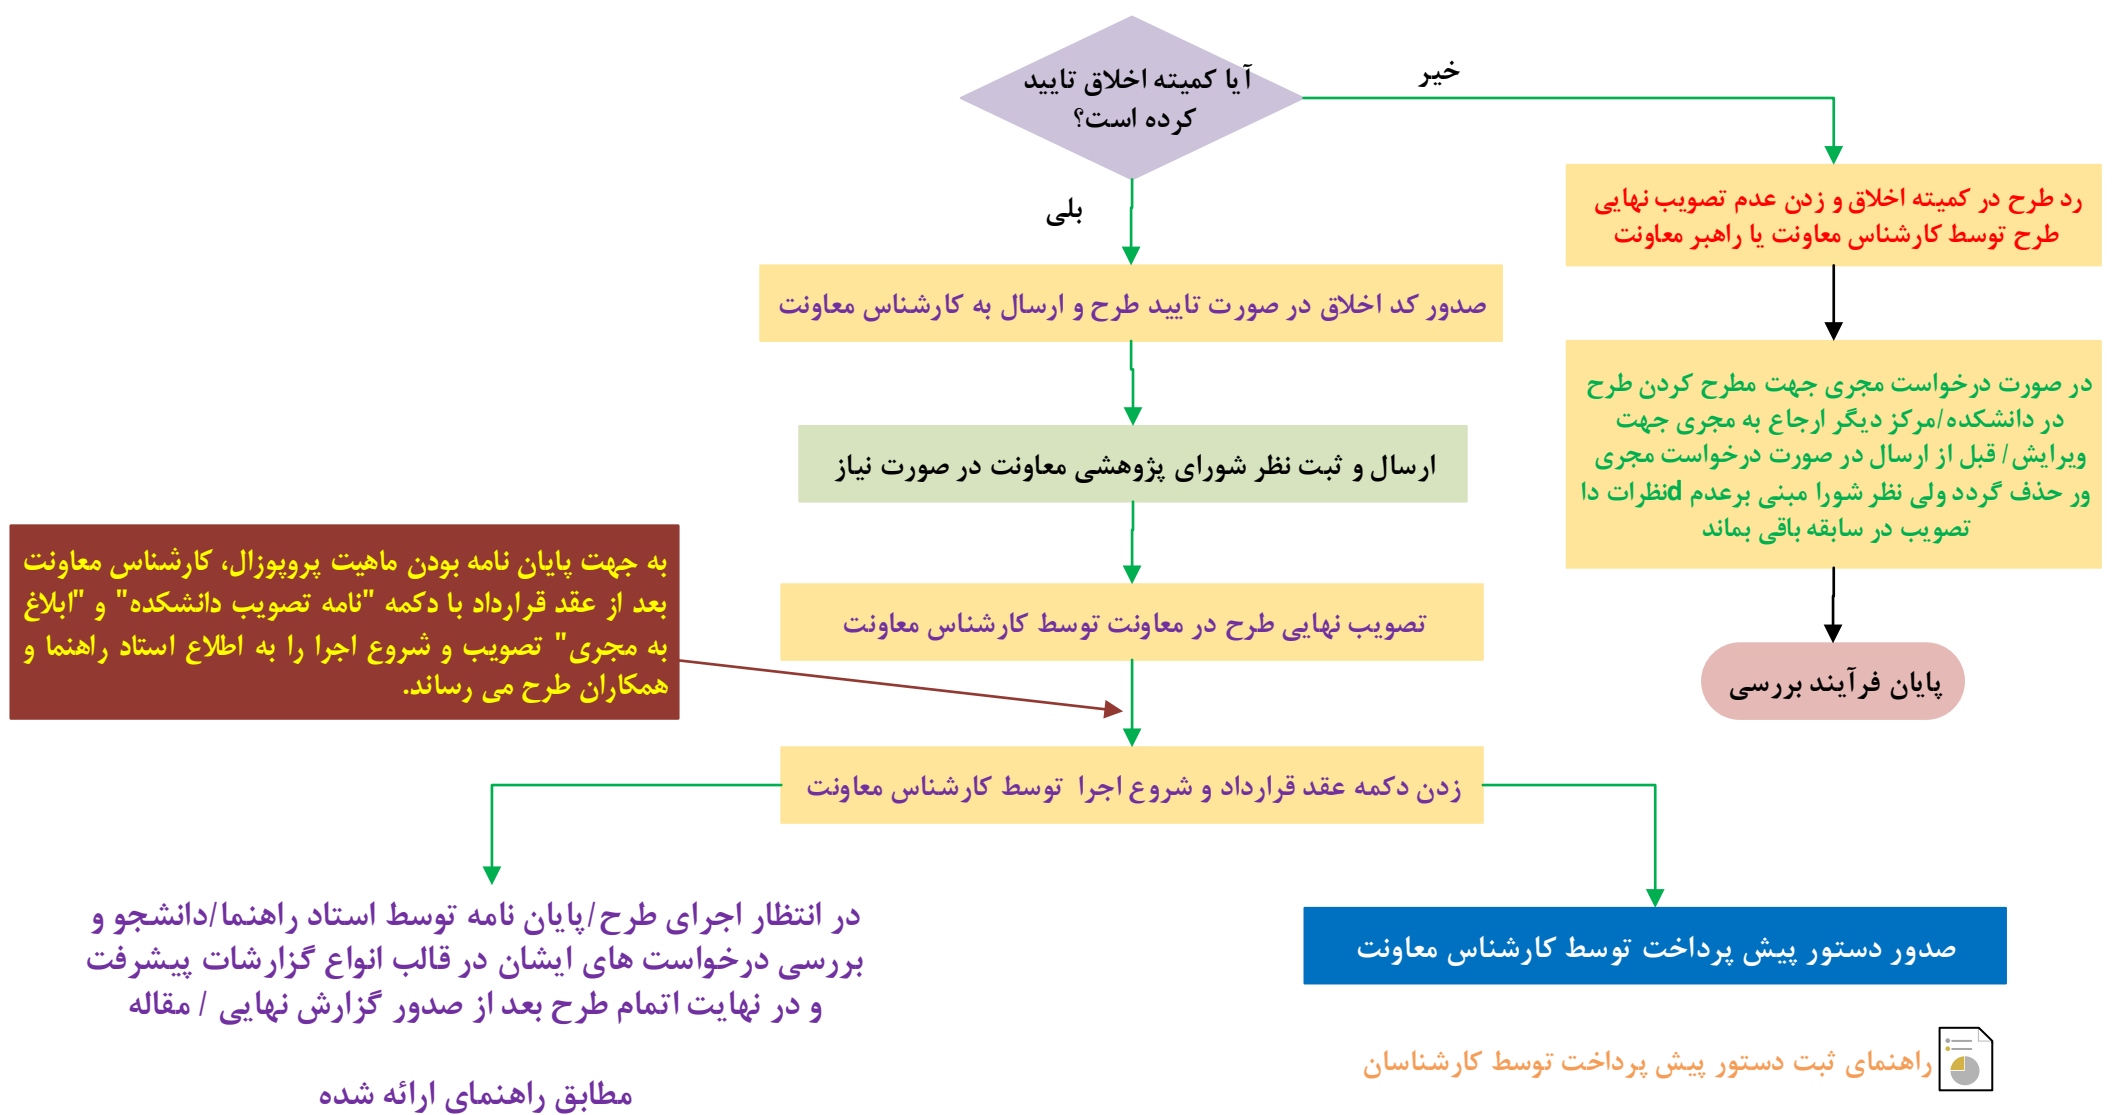 آیا کمیته اخلاق تایید
کرده است؟
خیر
بلی
رد طرح در کمیته اخلاق و زدن عدم تصویب نهایی
طرح توسط کارشناس معاونت یا راهبر معاونت
صدور کد اخلاق در صورت تایید طرح و ارسال به کارشناس معاونت
در صورت درخواست مجری جهت مطرح کردن طرح
در دانشکده/مرکز دیگر ارجاع به مجری جهت
ویرایش/ قبل از ارسال در صورت درخواست مجری
ور حذف گردد ولی نظر شورا مبنی برعدم dنظرات دا
تصویب در سابقه باقی بماند
ارسال و ثبت نظر شورای پژوهشی معاونت در صورت نیاز
به جهت پایان نامه بودن ماهیت پروپوزال، کارشناس معاونت
بعد از عقد قرارداد با دکمه "نامه تصویب دانشکده" و "ابلاغ
به مجری" تصویب و شروع اجرا را به اطلاع استاد راهنما و
همکاران طرح می رساند.
تصویب نهایی طرح در معاونت توسط کارشناس معاونت
پایان فرآیند بررسی
زدن دکمه عقد قرارداد و شروع اجرا توسط کارشناس معاونت
در انتظار اجرای طرح/پایان نامه توسط استاد راهنما/دانشجو و
بررسی درخواست های ایشان در قالب انواع گزارشات پیشرفت
و در نهایت اتمام طرح بعد از صدور گزارش نهایی / مقاله
مطابق راهنمای ارائه شده
صدور دستور پیش پرداخت توسط کارشناس معاونت
راهنمای ثبت دستور پیش پرداخت توسط کارشناسان